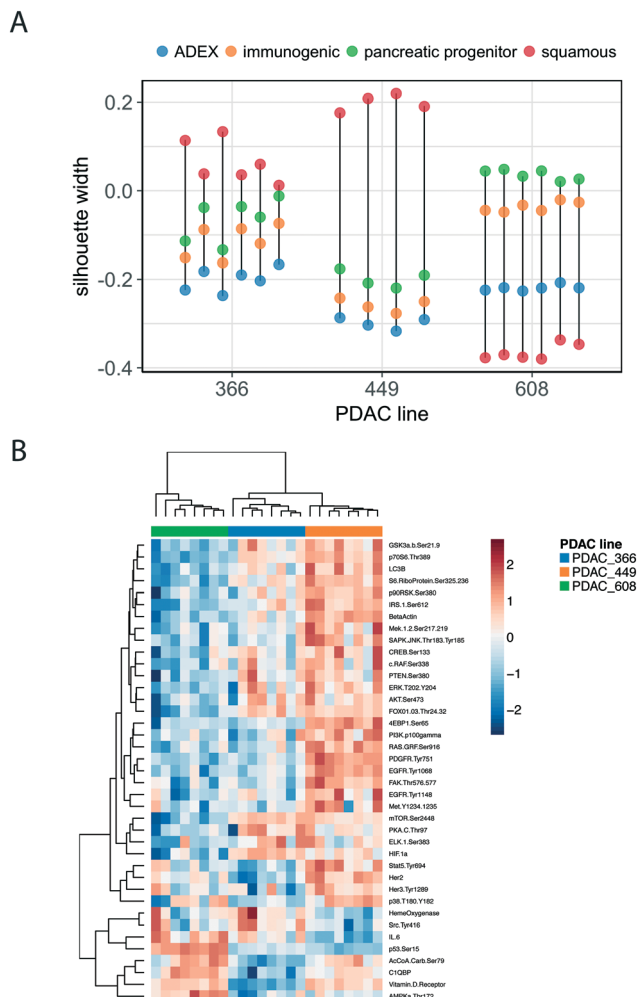 A
ADEX immunogenic pancreatic progenitor squamous
silhouette width
0.2
0.0
-0.2
-0.4
366 449 608
PDAC line
B
GSK3a.b.Ser21.9
p70S6.Thr389
LC3B
S6.RiboProtein.Ser325.236
p90RSK.Ser380
IRS.1.Ser612
BetaActin
Mek.1.2.Ser217.219
SAPK.JNK.Thr183.Tyr185
CREB.Ser133
c.RAF.Ser338
PTEN.Ser380
ERK.T202.Y204
AKT.Ser473
FOX01.03.Thr24.32
4EBP1.Ser65
PI3K.p100gamma
RAS.GRF.Ser916
PDGFR.Tyr751
EGFR.Tyr1068
FAK.Thr576.577
EGFR.Tyr1148
Met.Y1234.1235
mTOR.Ser2448
PKA.C.Thr97
ELK.1.Ser383
HIF.1a
Stat5.Tyr694
Her2
Her3.Tyr1289
p38.T180.Y182
HemeOxygenase
Src.Tyr416
IL.6
p53.Ser15
AcCoA.Carb.Ser79
C1QBP
Vitamin.D.Receptor
AMPKa.Thr172
2
1
0
−1
−2
PDAC line
PDAC_366
PDAC_449
PDAC_608